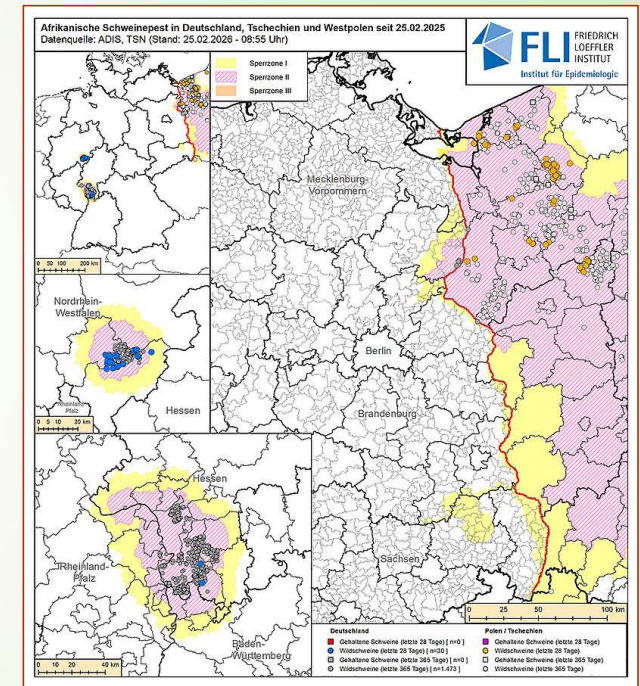 Afrikanische Schweinepest in Deutschland, Tschechien und Westpolen seit 25.02.2025
Datenquelle: ADIS, TSN (Stand: 25.02.2026 - 08:55 Uhr)
FLI
FRIEDRICH
LOEFFLER
INSTITUT
Institut für Epidemiologie
Sperrzone I
Sperrzone II
Sperrzone III
0 50 100 200 km
Mecklenburg-
Vorpommern
Nordrhein-
Westfalen
Rheinland-
Pfalz
Hessen
0 5 10 20 km
Berlin
Brandenburg
Sachsen
Hessen
Rheinland-
Pfalz
Baden-
Württemberg
0 10 20 40 km
0 25 50 100 km
Deutschland
Gehaltene Schweine (letzte 28 Tage) [ n=0 ]
Wildschweine (letzte 28 Tage) [ n=30 ]
Gehaltene Schweine (letzte 365 Tage) [ n=0 ]
Wildschweine (letzte 365 Tage) [ n=1.473 ]
Polen / Tschechien
Gehaltene Schweine (letzte 28 Tage)
Wildschweine (letzte 28 Tage)
Gehaltene Schweine (letzte 365 Tage)
Wildschweine (letzte 365 Tage)